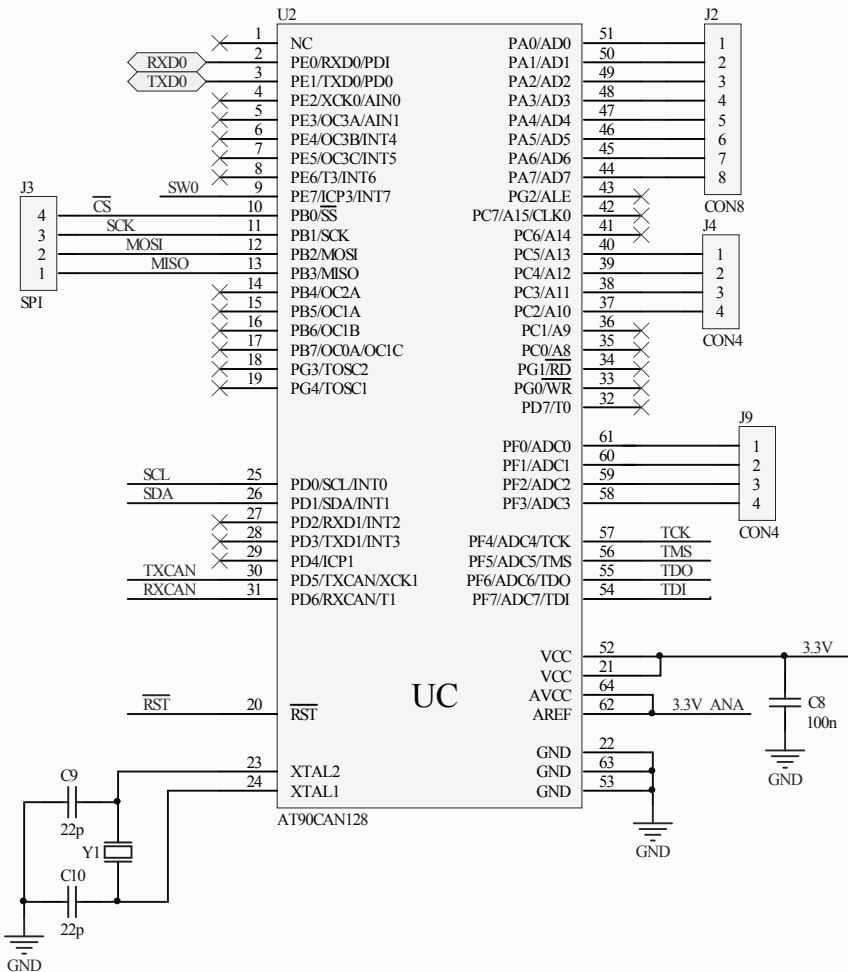 U2
1 NC
RXD0 2 PE0/RXD0/PDI
TXD0 3 PE1/TXD0/PD0
4 PE2/XCK0/AIN0
5 PE3/OC3A/AIN1
6 PE4/OC3B/INT4
7 PE5/OC3C/INT5
8 PE6/T3/INT6
SW0 9 PE7/ICP3/INT7
J3
4 CS 10 PB0/SS
3 SCK 11 PB1/SCK
2 MOSI 12 PB2/MOSI
1 MISO 13 PB3/MISO
SPI
14 PB4/OC2A
15 PB5/OC1A
16 PB6/OC1B
17 PB7/OC0A/OC1C
18 PG3/TOSC2
19 PG4/TOSC1
SCL 25 PD0/SCL/INT0
SDA 26 PD1/SDA/INT1
27 PD2/RXD1/INT2
28 PD3/TXD1/INT3
29 PD4/ICP1
TXCAN 30 PD5/TXCAN/XCK1
RXCAN 31 PD6/RXCAN/T1
RST 20 RST
23 XTAL2
24 XTAL1
UC
AT90CAN128
J2
PA0/AD0 51 1
PA1/AD1 50 2
PA2/AD2 49 3
PA3/AD3 48 4
PA4/AD4 47 5
PA5/AD5 46 6
PA6/AD6 45 7
PA7/AD7 44 8
CON8
PG2/ALE 43
PC7/A15/CLK0 42
PC6/A14 41
J4
PC5/A13 40 1
PC4/A12 39 2
PC3/A11 38 3
PC2/A10 37 4
CON4
PC1/A9 36
PC0/A8 35
PG1/RD 34
PG0/WR 33
PD7/T0 32
J9
PF0/ADC0 61 1
PF1/ADC1 60 2
PF2/ADC2 59 3
PF3/ADC3 58 4
CON4
PF4/ADC4/TCK 57 TCK
PF5/ADC5/TMS 56 TMS
PF6/ADC6/TDO 55 TDO
PF7/ADC7/TDI 54 TDI
VCC 52 3.3V
VCC 21
AVCC 64
AREF 62 3.3V ANA
C8
100n
GND
GND 22
GND 63
GND 53
GND
C9
22p
Y1
C10
22p
GND